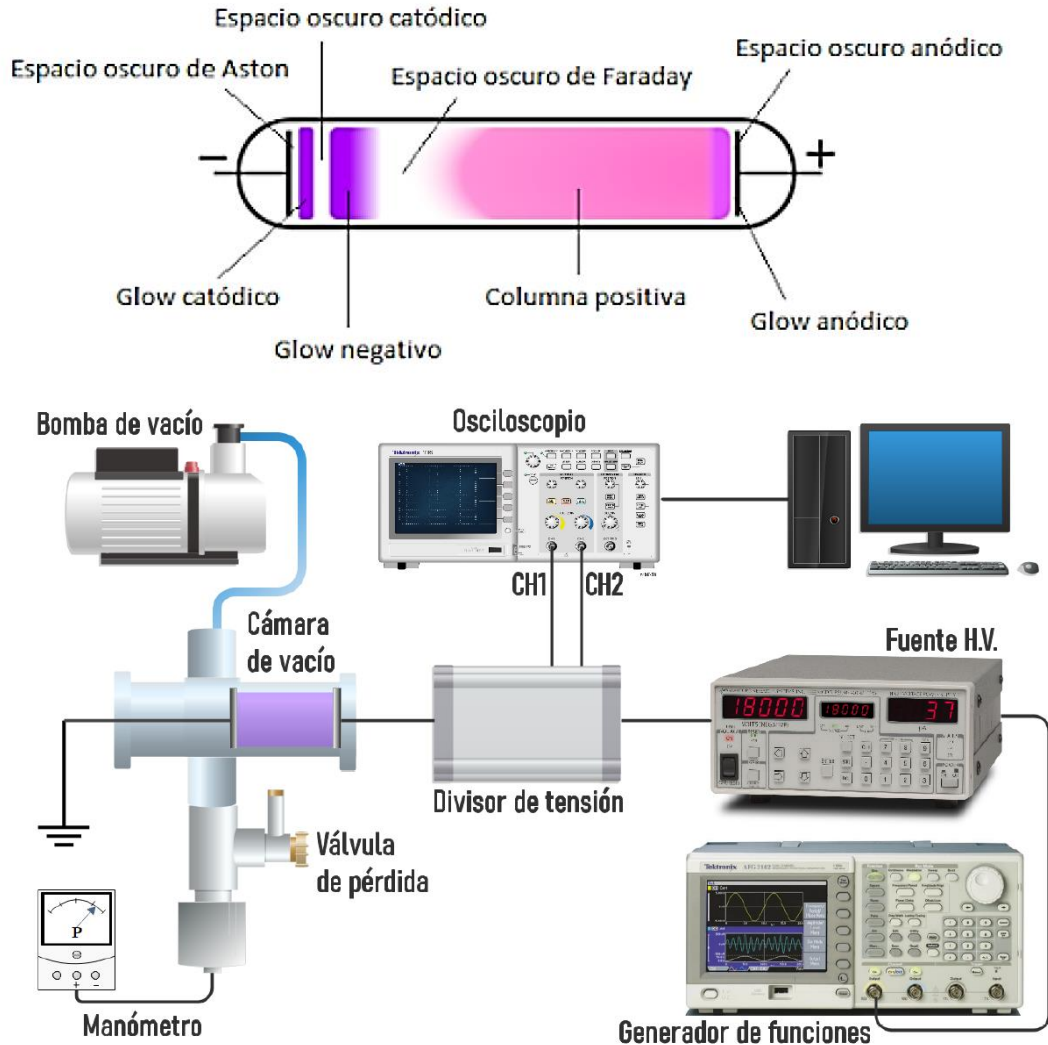 Espacio oscuro catódico
Espacio oscuro anódico
Espacio oscuro de Aston
Espacio oscuro de Faraday
−
+
Glow catódico
Columna positiva
Glow anódico
Glow negativo
Bomba de vacío
Osciloscopio
Tektronix
CH1
CH2
Cámara
de vacío
Fuente H.V.
18000
18000
37
Divisor de tensión
Válvula
de pérdida
P
+ −
Tektronix
Manómetro
Generador de funciones